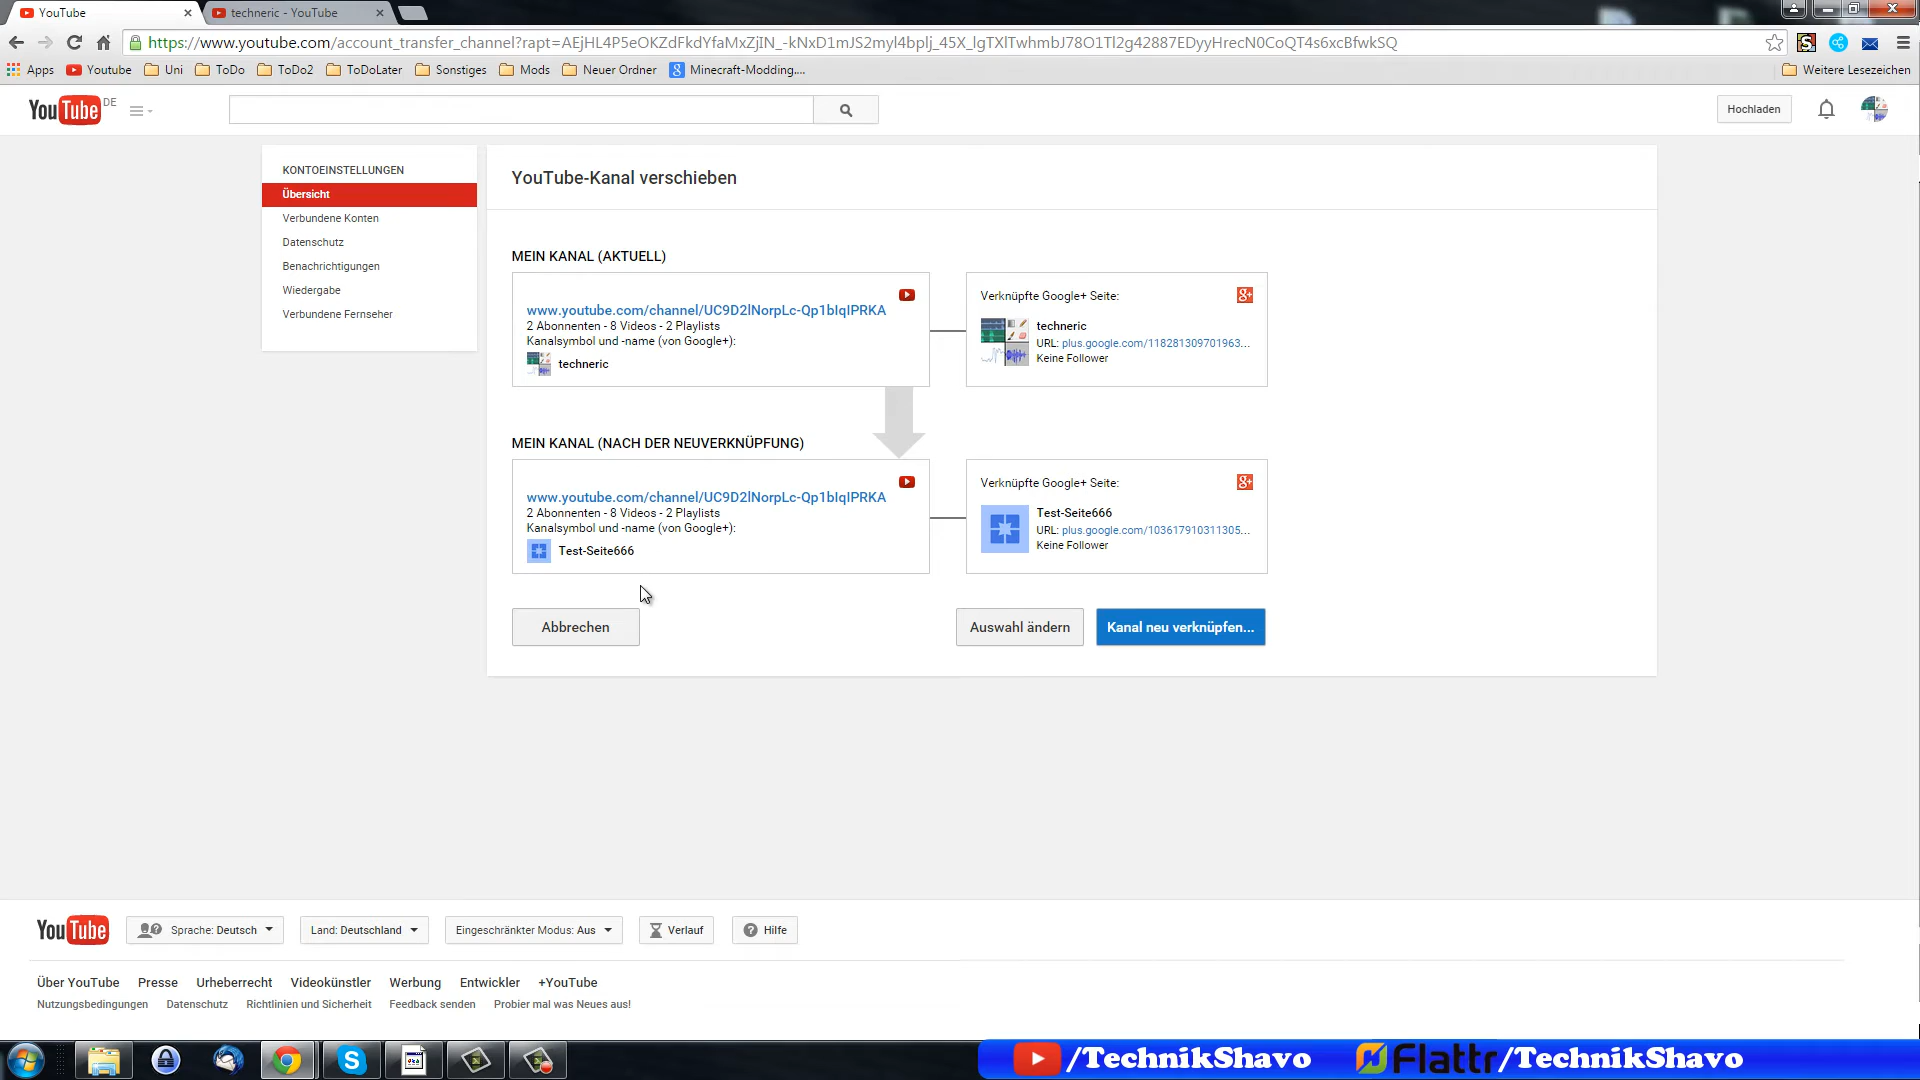 YouTube
techneric - YouTube
https://www.youtube.com/account_transfer_channel?rapt=AEjHL4P5eOKZdFkdYfaMxZjIN_-kNxD1mJS2myl4bplj_45X_lgTXlTwhmbJ78O1Tl2g42887EDyyHrecN0CoQT4s6xcBfwkSQ
Apps
Youtube
Uni
ToDo
ToDo2
ToDoLater
Sonstiges
Mods
Neuer Ordner
Minecraft-Modding....
Weitere Lesezeichen
YouTube DE
Hochladen
KONTOEINSTELLUNGEN
Übersicht
Verbundene Konten
Datenschutz
Benachrichtigungen
Wiedergabe
Verbundene Fernseher
YouTube-Kanal verschieben
MEIN KANAL (AKTUELL)
www.youtube.com/channel/UC9D2lNorpLc-Qp1bIqIPRKA
2 Abonnenten - 8 Videos - 2 Playlists
Kanalsymbol und -name (von Google+):
techneric
Verknüpfte Google+ Seite:
techneric
URL: plus.google.com/118281309701963...
Keine Follower
MEIN KANAL (NACH DER NEUVERKNÜPFUNG)
www.youtube.com/channel/UC9D2lNorpLc-Qp1bIqIPRKA
2 Abonnenten - 8 Videos - 2 Playlists
Kanalsymbol und -name (von Google+):
Test-Seite666
Verknüpfte Google+ Seite:
Test-Seite666
URL: plus.google.com/103617910311305...
Keine Follower
Abbrechen
Auswahl ändern
Kanal neu verknüpfen...
YouTube
Sprache: Deutsch
Land: Deutschland
Eingeschränkter Modus: Aus
Verlauf
Hilfe
Über YouTube Presse Urheberrecht Videokünstler Werbung Entwickler +YouTube
Nutzungsbedingungen Datenschutz Richtlinien und Sicherheit Feedback senden Probier mal was Neues aus!
/TechnikShavo
Flattr/TechnikShavo